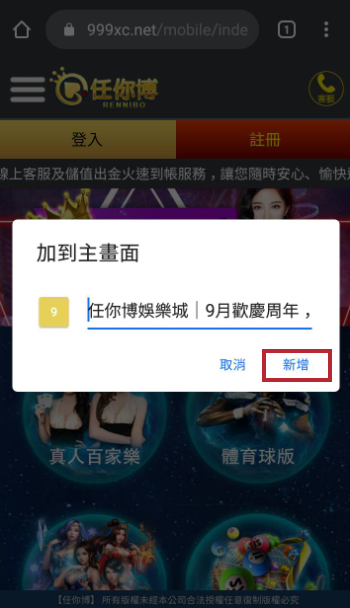 999xc.net/mobile/inde
1
任你博
RENNIBO
客服
登入
註冊
線上客服及儲值出金火速到帳服務，讓您隨時安心、愉快
加到主畫面
9
任你博娛樂城｜9月歡慶周年，
取消
新增
真人百家樂
體育球版
【任你博】 所有版權未經本公司合法授權任意復制版權必究